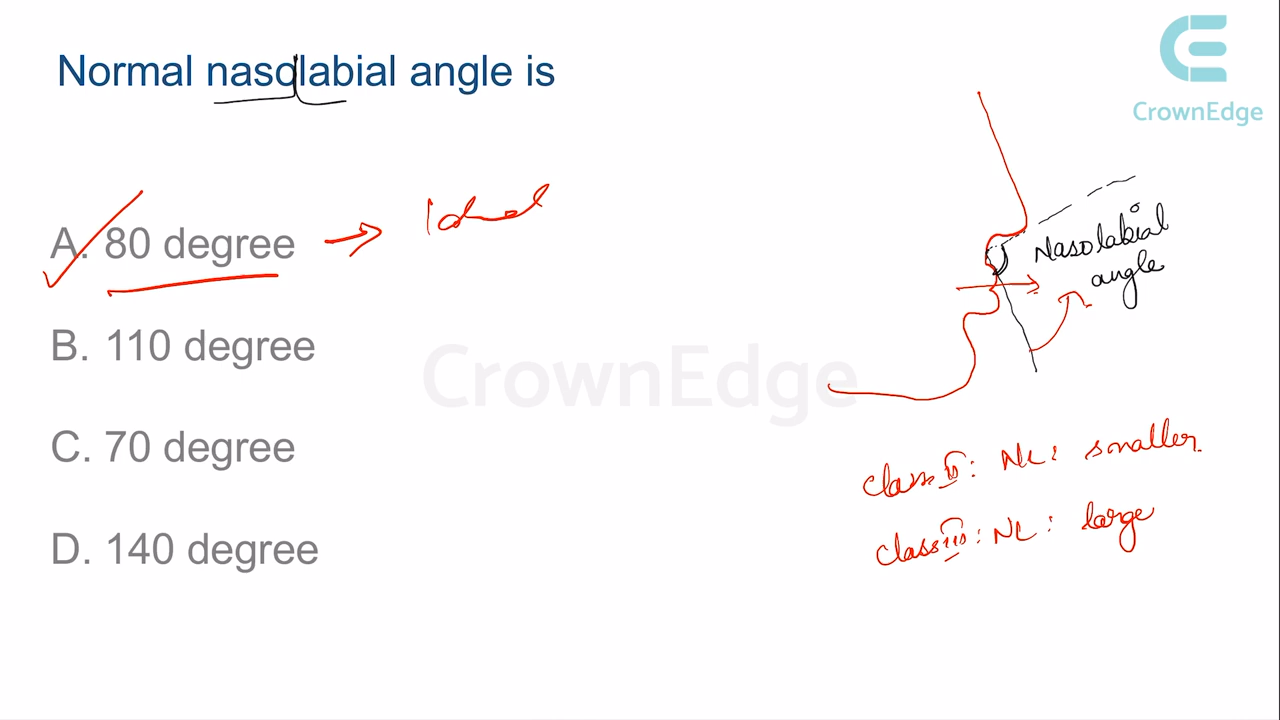 Normal nasolabial angle is
CrownEdge
A. 80 degree → Ideal
B. 110 degree
C. 70 degree
D. 140 degree
Nasolabial
angle
CrownEdge
Class II: NL: smaller
Class III: NL: large